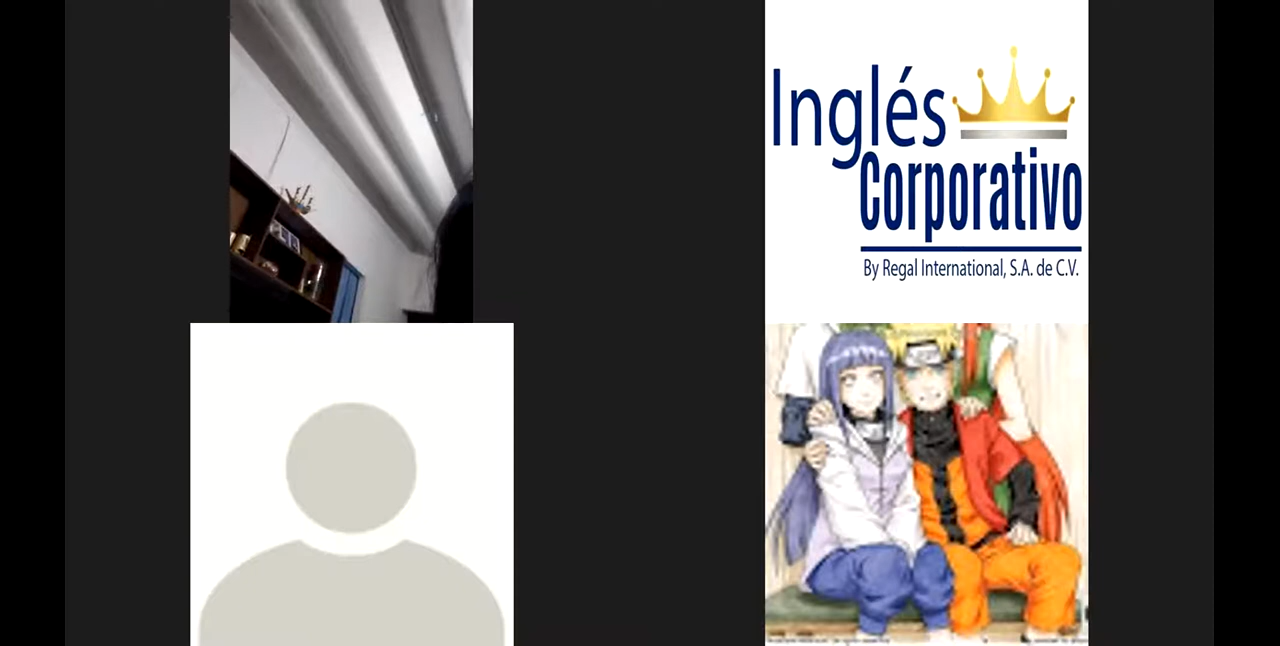 Inglés
Corporativo
By Regal International, S.A. de C.V.